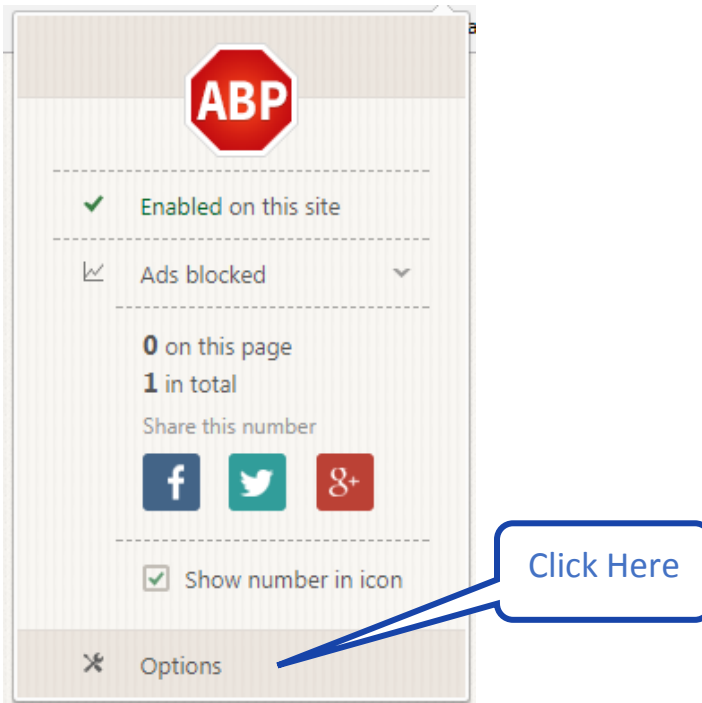 ABP
Enabled on this site
Ads blocked
0 on this page
1 in total
Share this number
f
8+
Show number in icon
Click Here
Options